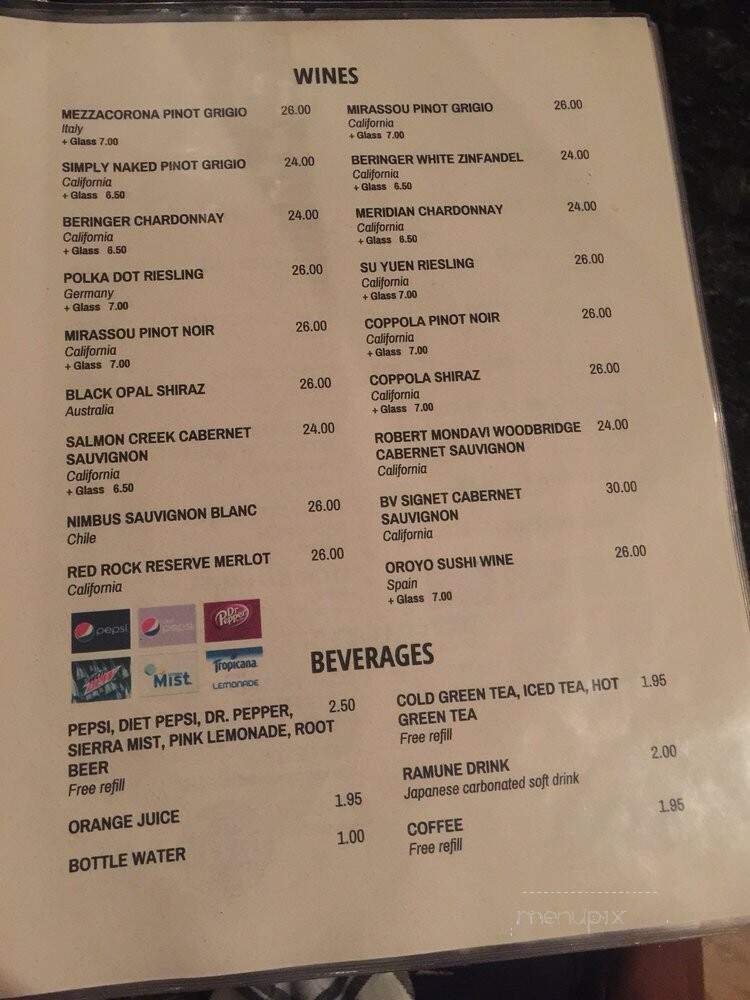 WINES
MEZZACORONA PINOT GRIGIO 26.00
Italy
+ Glass 7.00
SIMPLY NAKED PINOT GRIGIO 24.00
California
+ Glass 6.50
BERINGER CHARDONNAY 24.00
California
+ Glass 6.50
POLKA DOT RIESLING 26.00
Germany
+ Glass 7.00
MIRASSOU PINOT NOIR 26.00
California
+ Glass 7.00
BLACK OPAL SHIRAZ 26.00
Australia
SALMON CREEK CABERNET 24.00
SAUVIGNON
California
+ Glass 6.50
NIMBUS SAUVIGNON BLANC 26.00
Chile
RED ROCK RESERVE MERLOT 26.00
California
MIRASSOU PINOT GRIGIO 26.00
California
+ Glass 7.00
BERINGER WHITE ZINFANDEL 24.00
California
+ Glass 6.50
MERIDIAN CHARDONNAY 24.00
California
+ Glass 6.50
SU YUEN RIESLING 26.00
California
+ Glass 7.00
COPPOLA PINOT NOIR 26.00
California
+ Glass 7.00
COPPOLA SHIRAZ 26.00
California
+ Glass 7.00
ROBERT MONDAVI WOODBRIDGE 24.00
CABERNET SAUVIGNON
California
BV SIGNET CABERNET 30.00
SAUVIGNON
California
OROYO SUSHI WINE 26.00
Spain
+ Glass 7.00
pepsi
pepsi
Dr Pepper
Mist
Tropicana
LEMONADE
BEVERAGES
PEPSI, DIET PEPSI, DR. PEPPER, 2.50
SIERRA MIST, PINK LEMONADE, ROOT
BEER
Free refill
ORANGE JUICE 1.95
BOTTLE WATER 1.00
COLD GREEN TEA, ICED TEA, HOT 1.95
GREEN TEA
Free refill
RAMUNE DRINK 2.00
Japanese carbonated soft drink
COFFEE 1.95
Free refill
menupix